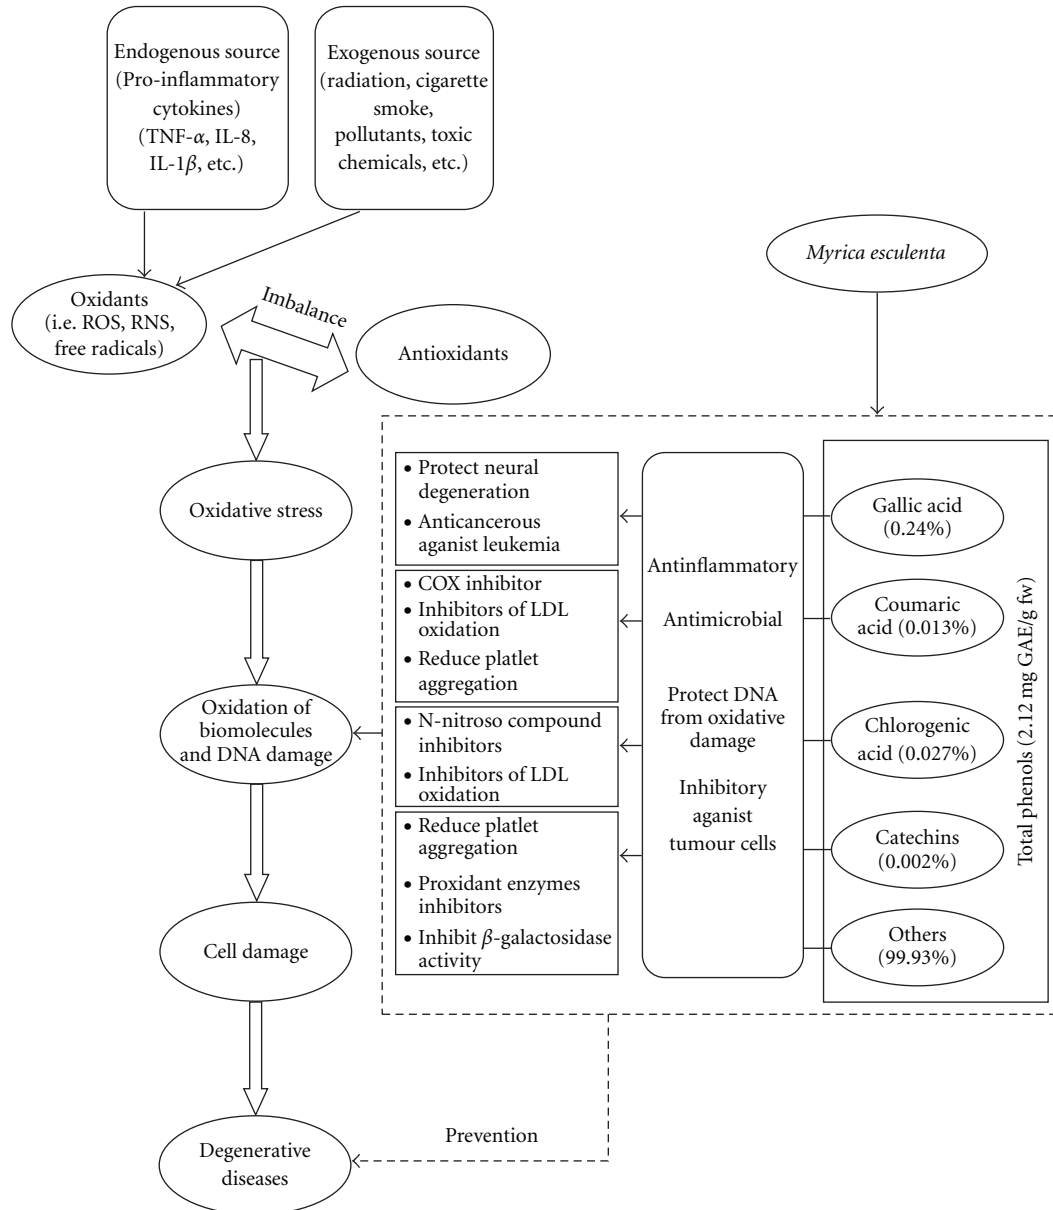 Endogenous source
(Pro-inflammatory
cytokines)
(TNF-α, IL-8,
IL-1β, etc.)
Exogenous source
(radiation, cigarette
smoke,
pollutants, toxic
chemicals, etc.)
Myrica esculenta
Oxidants
(i.e. ROS, RNS,
free radicals)
Imbalance
Antioxidants
Oxidative stress
Oxidation of
biomolecules
and DNA damage
Cell damage
Degenerative
diseases
Prevention
• Protect neural
degeneration
• Anticancerous
aganist leukemia
• COX inhibitor
• Inhibitors of LDL
oxidation
• Reduce platlet
aggregation
• N-nitroso compound
inhibitors
• Inhibitors of LDL
oxidation
• Reduce platlet
aggregation
• Proxidant enzymes
inhibitors
• Inhibit β-galactosidase
activity
Antinflammatory
Antimicrobial
Protect DNA
from oxidative
damage
Inhibitory
aganist
tumour cells
Gallic acid
(0.24%)
Coumaric
acid (0.013%)
Chlorogenic
acid (0.027%)
Catechins
(0.002%)
Others
(99.93%)
Total phenols (2.12 mg GAE/g fw)